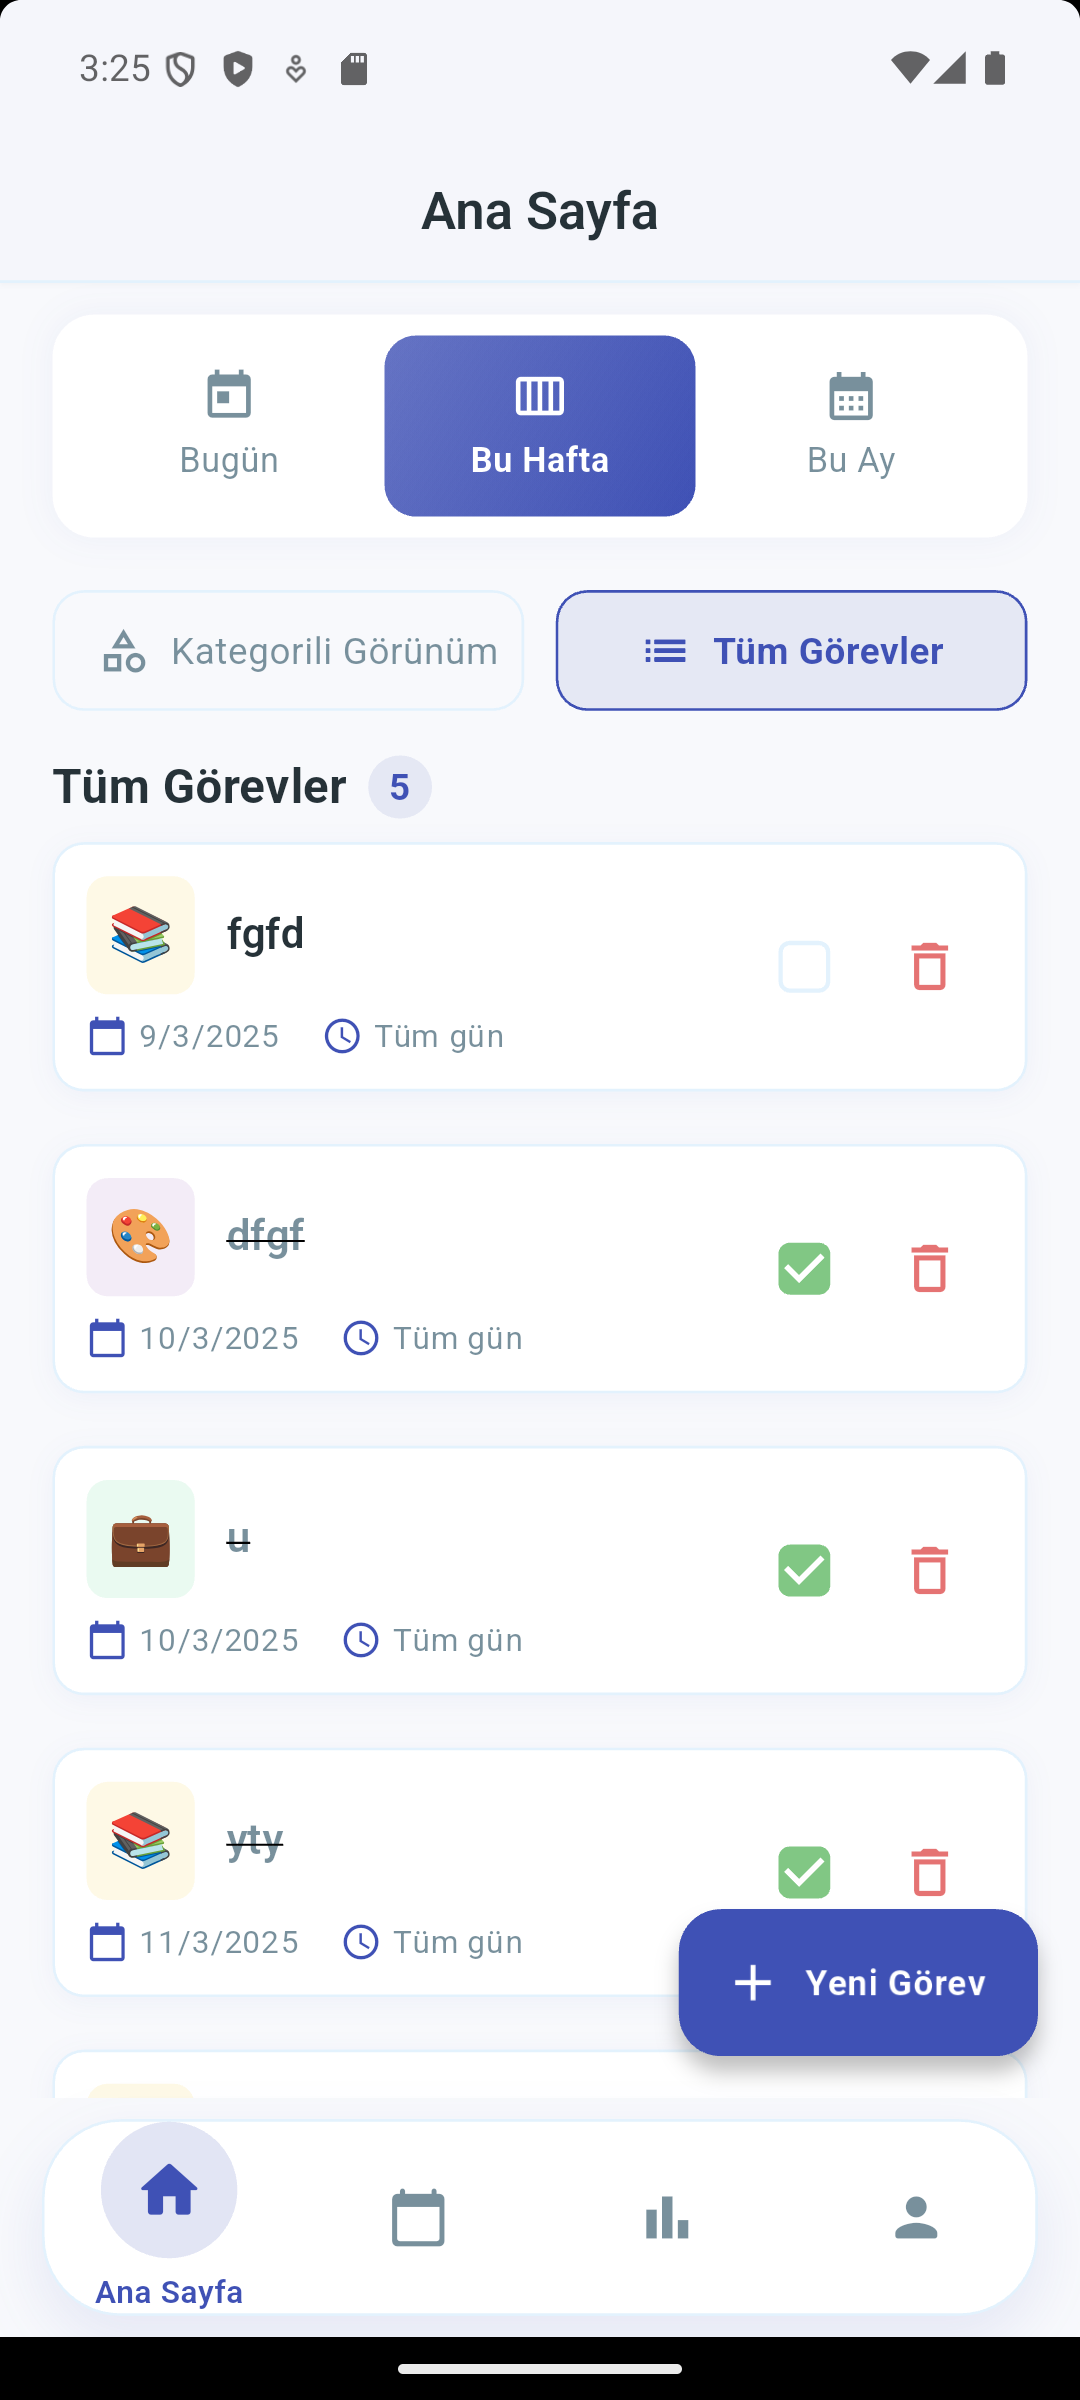 3:25
Ana Sayfa
Bugün
Bu Hafta
Bu Ay
Kategorili Görünüm
Tüm Görevler
Tüm Görevler 5
fgfd
9/3/2025 Tüm gün
dfgf
10/3/2025 Tüm gün
u
10/3/2025 Tüm gün
yty
11/3/2025 Tüm gün
Yeni Görev
Ana Sayfa